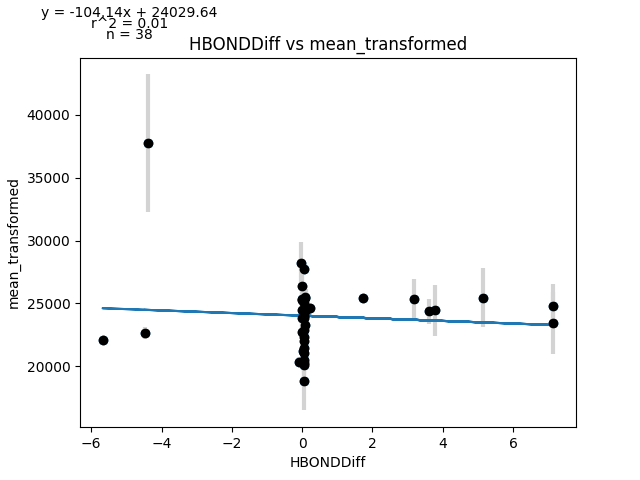 y = -104.14x + 24029.64
r^2 = 0.01
n = 38
HBONDDiff vs mean_transformed
mean_transformed
40000
35000
30000
25000
20000
−6
−4
−2
0
2
4
6
HBONDDiff